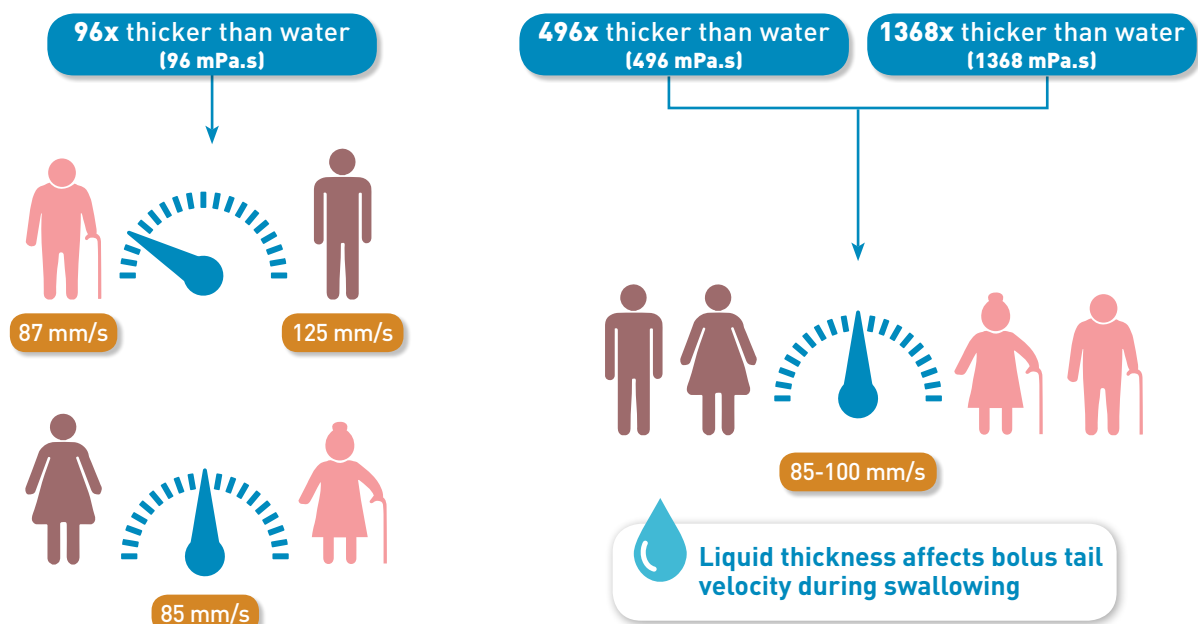 96x thicker than water
(96 mPa.s)
87 mm/s
125 mm/s
85 mm/s
496x thicker than water
(496 mPa.s)
1368x thicker than water
(1368 mPa.s)
85-100 mm/s
Liquid thickness affects bolus tail
velocity during swallowing